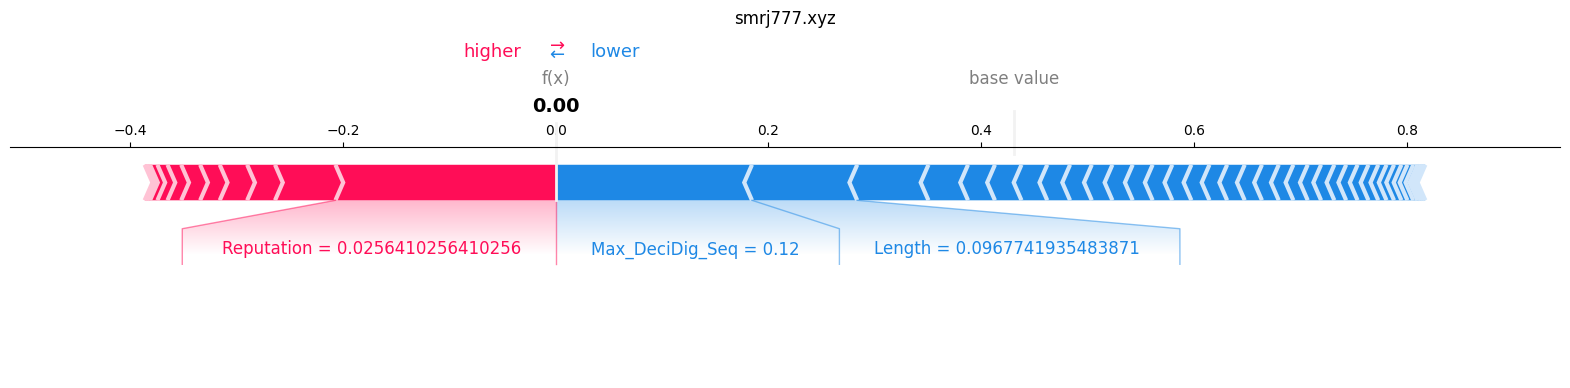 smrj777.xyz
higher ⇄ lower
f(x) base value
0.00
−0.4 −0.2 0.0 0.2 0.4 0.6 0.8
Reputation = 0.0256410256410256 Max_DeciDig_Seq = 0.12 Length = 0.0967741935483871